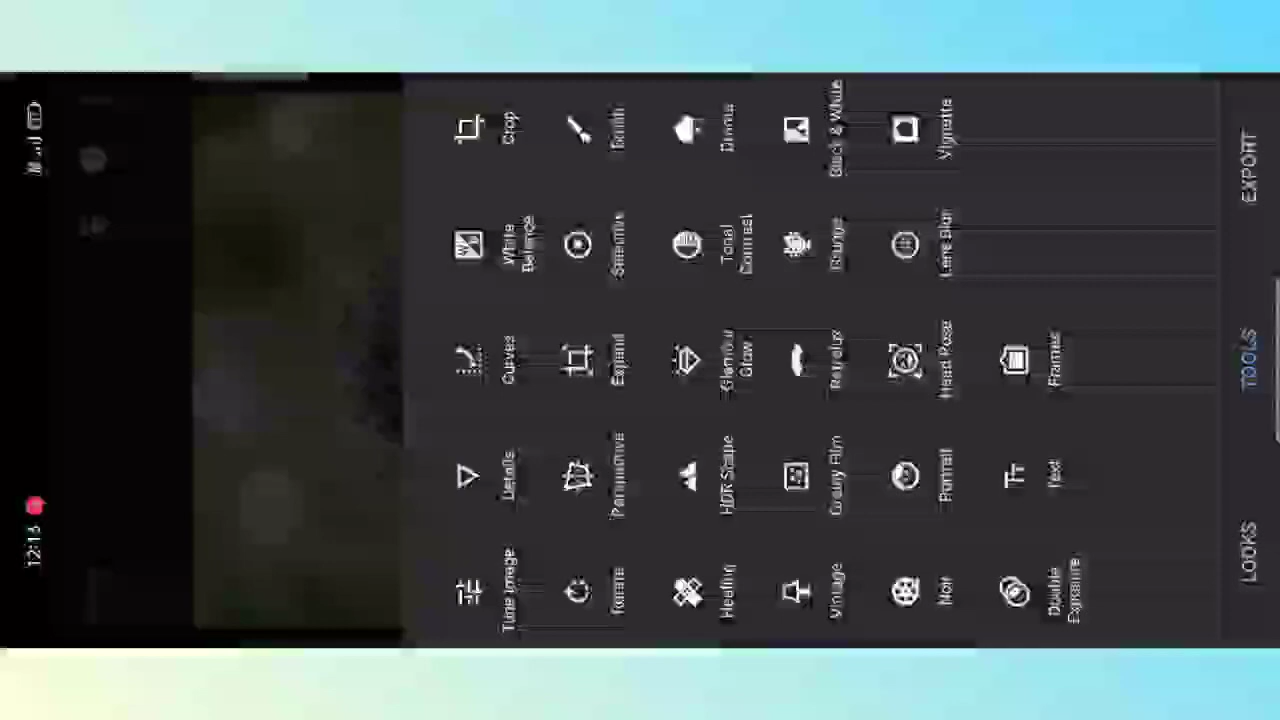 12:16
Tune Image
Details
Curves
White
Balance
Crop
Rotate
Perspective
Expand
Selective
Brush
Healing
HDR Scape
Glamour
Glow
Tonal
Contrast
Drama
Vintage
Grainy Film
Retrolux
Grunge
Black & White
Noir
Portrait
Head Pose
Lens Blur
Vignette
Double
Exposure
Text
Frames
LOOKS
TOOLS
EXPORT